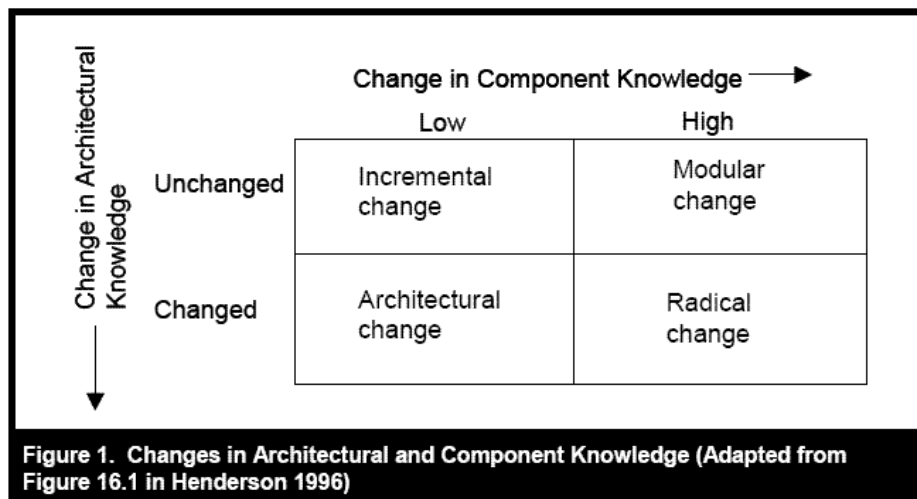 Change in Architectural
Knowledge
Change in Component Knowledge
Low High
Unchanged
Incremental
change
Modular
change
Changed
Architectural
change
Radical
change
Figure 1. Changes in Architectural and Component Knowledge (Adapted from
Figure 16.1 in Henderson 1996)